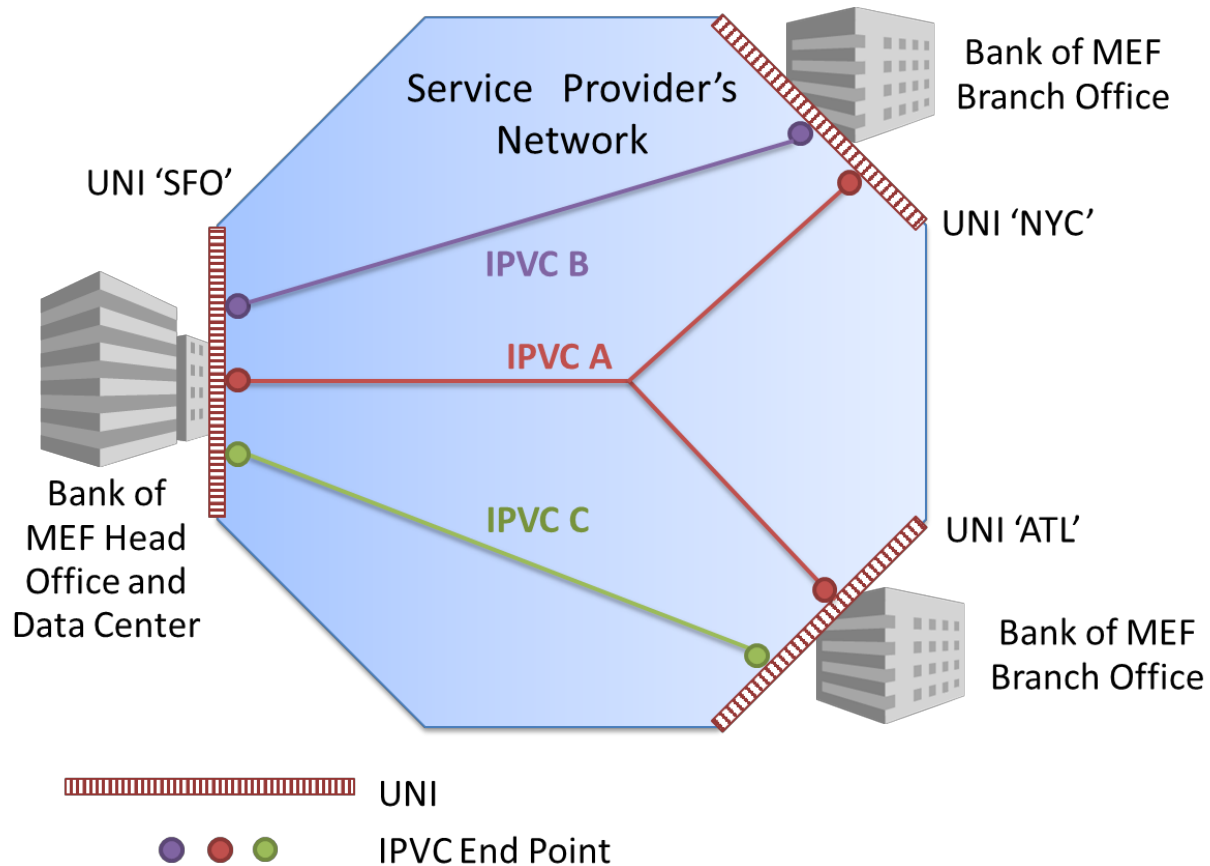 Service Provider's
Network
Bank of MEF
Branch Office
UNI ‘SFO’
UNI ‘NYC’
IPVC B
IPVC A
IPVC C
Bank of
MEF Head
Office and
Data Center
UNI ‘ATL’
Bank of MEF
Branch Office
UNI
IPVC End Point